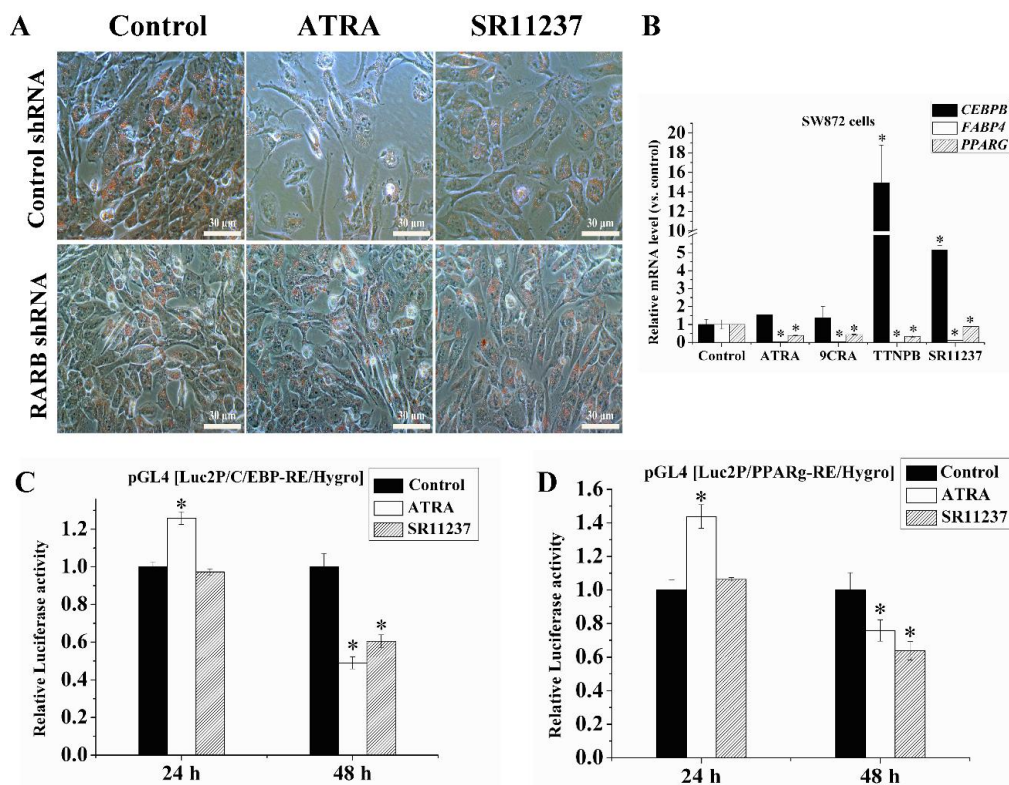 A
Control
ATRA
SR11237
Control shRNA
30 µm
30 µm
30 µm
RARB shRNA
30 µm
30 µm
30 µm
B
SW872 cells
CEBPB
FABP4
PPARG
Relative mRNA level (vs. control)
20
18
16
14
12
10
5
4
3
2
1
0
*
*
* * * * * * * *
Control ATRA 9CRA TTNPB SR11237
C
pGL4 [Luc2P/C/EBP-RE/Hygro]
Control
ATRA
SR11237
Relative Luciferase activity
1.2
1.0
0.8
0.6
0.4
0.2
0.0
*
* *
24 h 48 h
D
pGL4 [Luc2P/PPARg-RE/Hygro]
Control
ATRA
SR11237
Relative Luciferase activity
1.6
1.4
1.2
1.0
0.8
0.6
0.4
0.2
0.0
*
* *
24 h 48 h